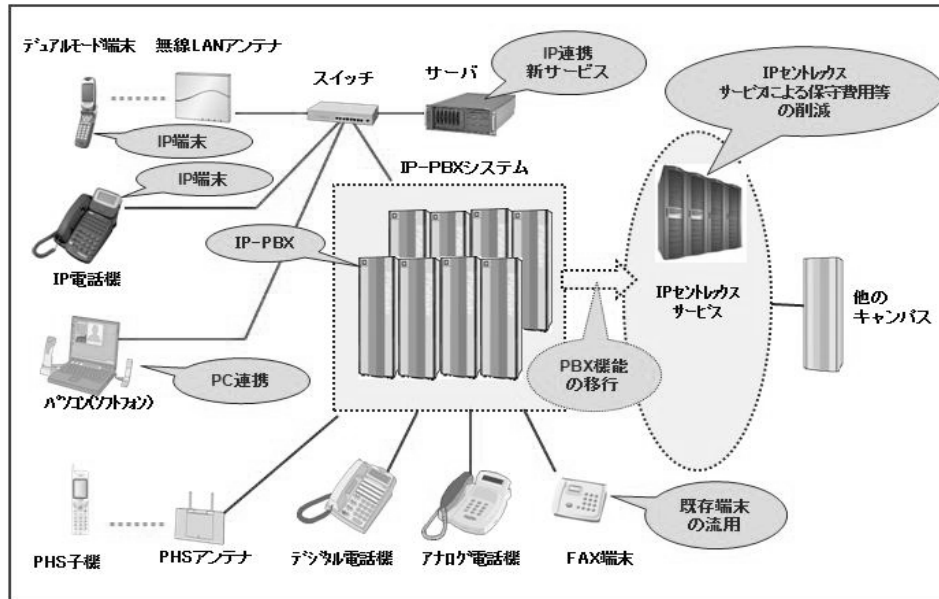 デュアルモード端末
無線LANアンテナ
スイッチ
サーバ
IP連携
新サービス
IPセントレックス
サービスによる保守費用等
の削減
IP端末
IP端末
IP-PBXシステム
IP-PBX
IP電話機
IPセントレックス
サービス
他の
キャンパス
PBX機能
の移行
PC連携
パソコン(ソフトフォン)
既存端末
の流用
PHS子機
PHSアンテナ
デジタル電話機
アナログ電話機
FAX端末